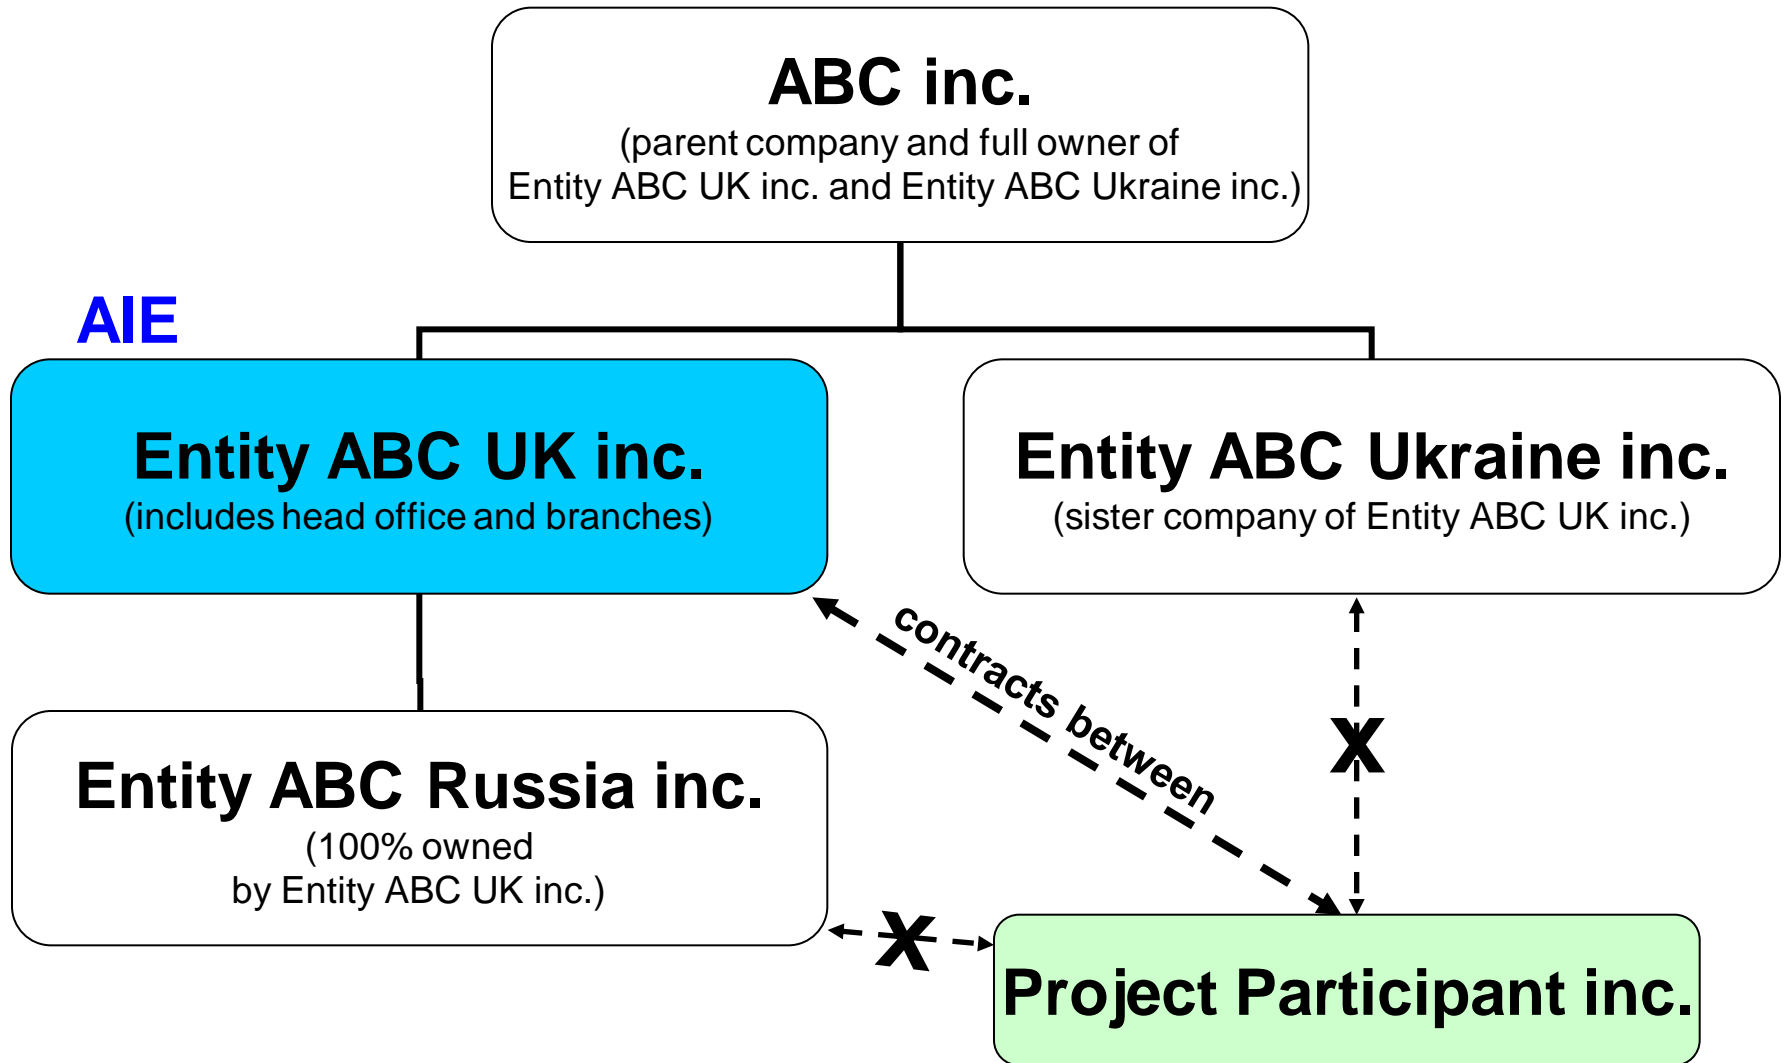 ABC inc.
(parent company and full owner of
Entity ABC UK inc. and Entity ABC Ukraine inc.)
AIE
Entity ABC UK inc.
(includes head office and branches)
Entity ABC Ukraine inc.
(sister company of Entity ABC UK inc.)
contracts between
X
Entity ABC Russia inc.
(100% owned
by Entity ABC UK inc.)
X
Project Participant inc.